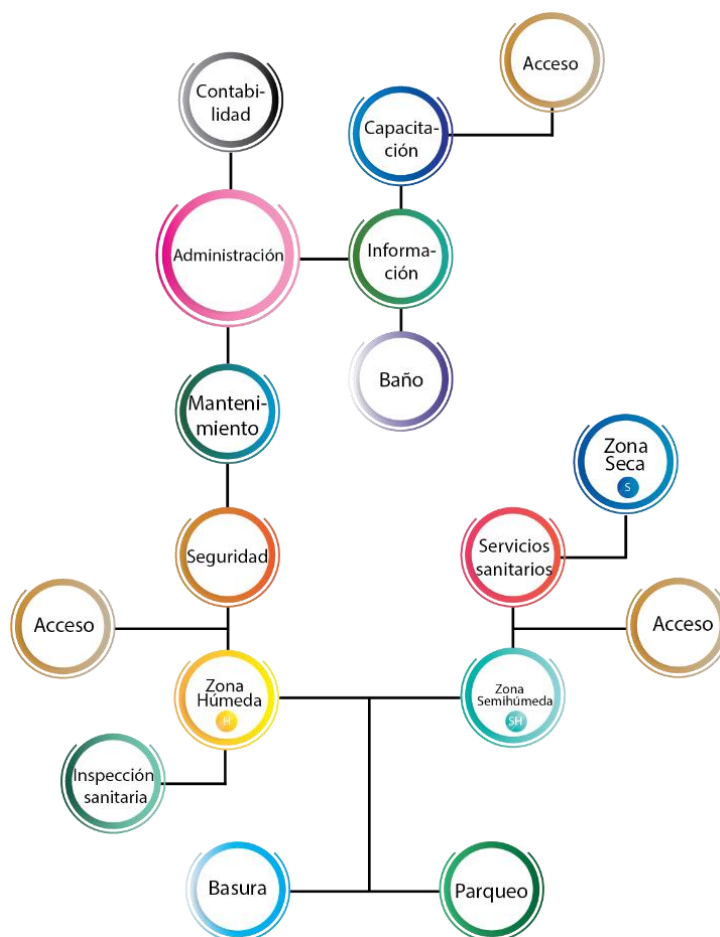 Acceso
Contabi-
lidad
Capacita-
ción
Administración
Informa-
ción
Baño
Manteni-
miento
Zona
Seca
S
Seguridad
Servicios
sanitarios
Acceso
Acceso
Zona
Húmeda
H
Zona
Semihúmeda
SH
Inspección
sanitaria
Basura
Parqueo